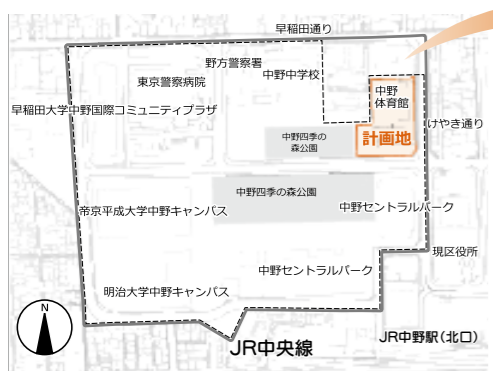 早稲田通り
野方警察署
中野中学校
東京警察病院
中野
体育館
早稲田大学中野国際コミュニティプラザ
けやき通り
中野四季の
森公園
計画地
中野四季の森公園
帝京平成大学中野キャンパス
中野セントラルパーク
現区役所
中野セントラルパーク
明治大学中野キャンパス
N
JR中央線
JR中野駅(北口)